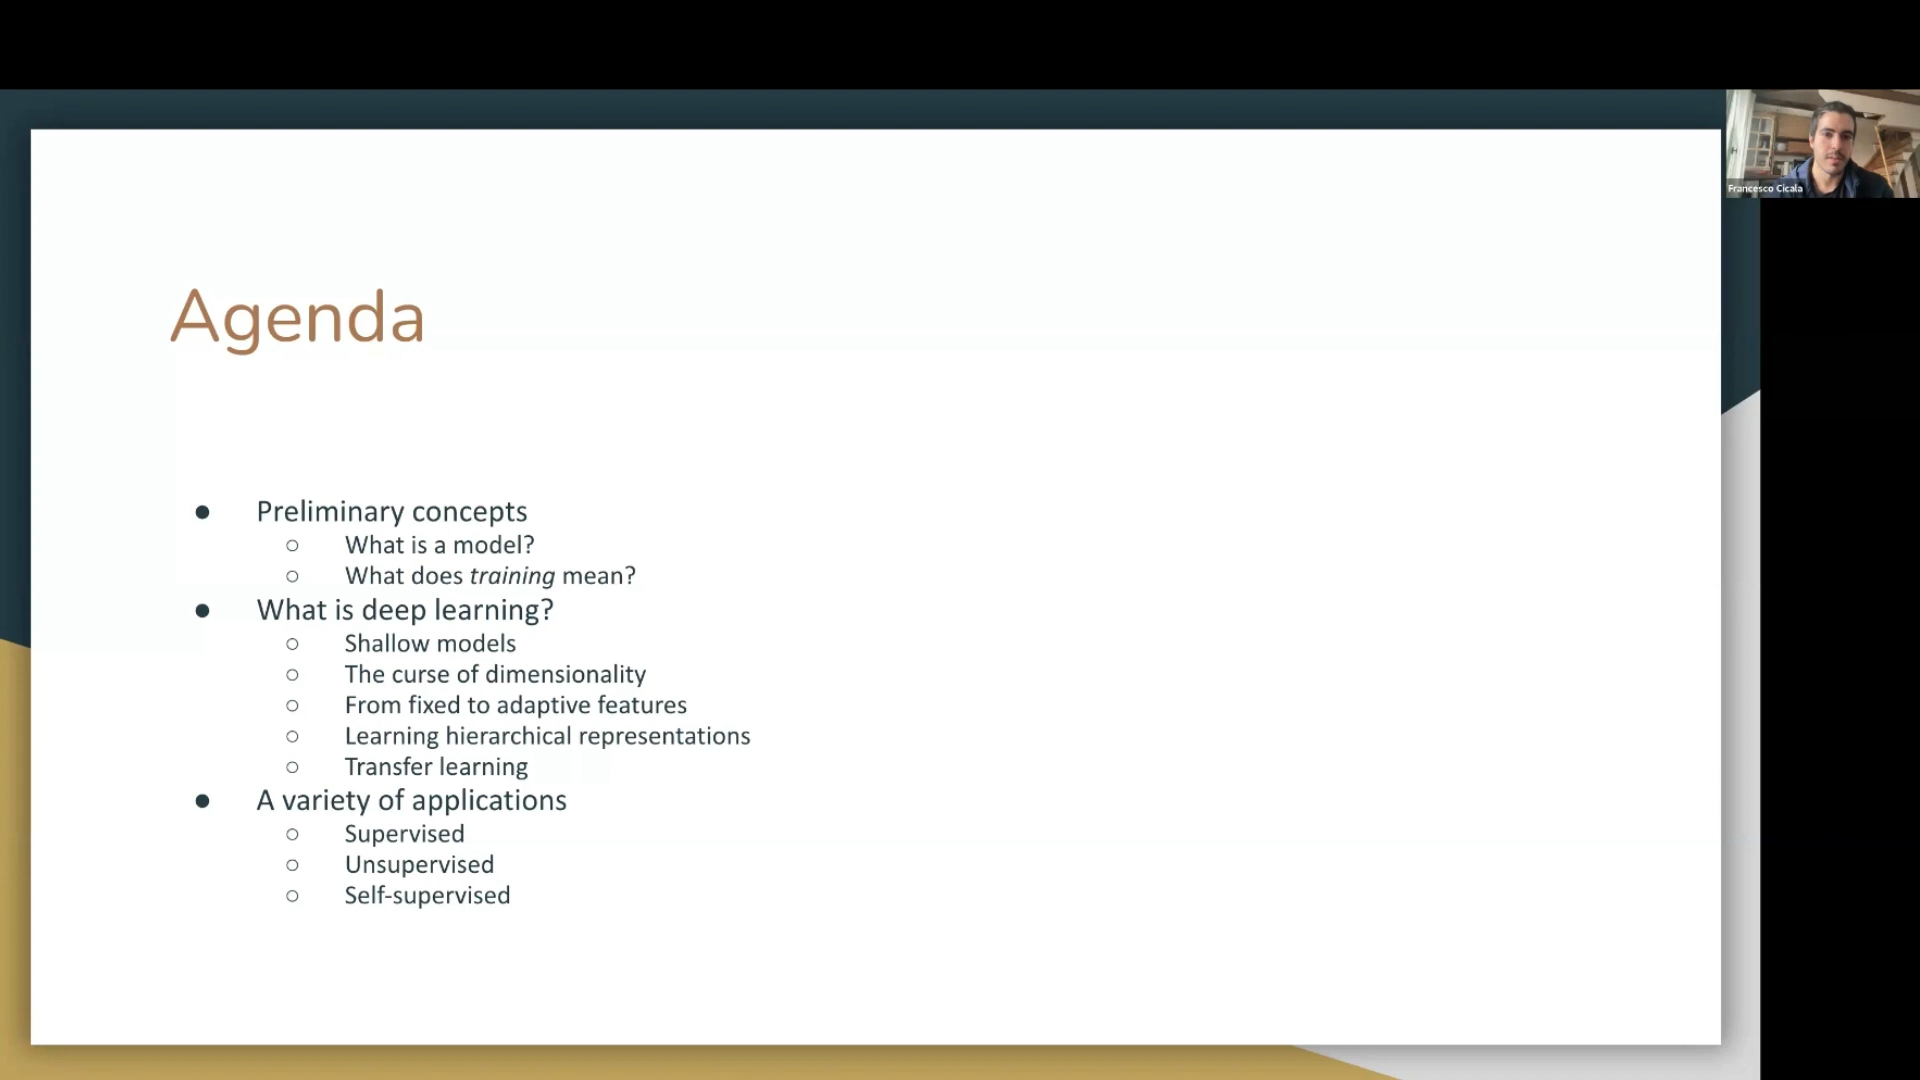 Francesco Cicala
Agenda
● Preliminary concepts
○ What is a model?
○ What does training mean?
● What is deep learning?
○ Shallow models
○ The curse of dimensionality
○ From fixed to adaptive features
○ Learning hierarchical representations
○ Transfer learning
● A variety of applications
○ Supervised
○ Unsupervised
○ Self-supervised